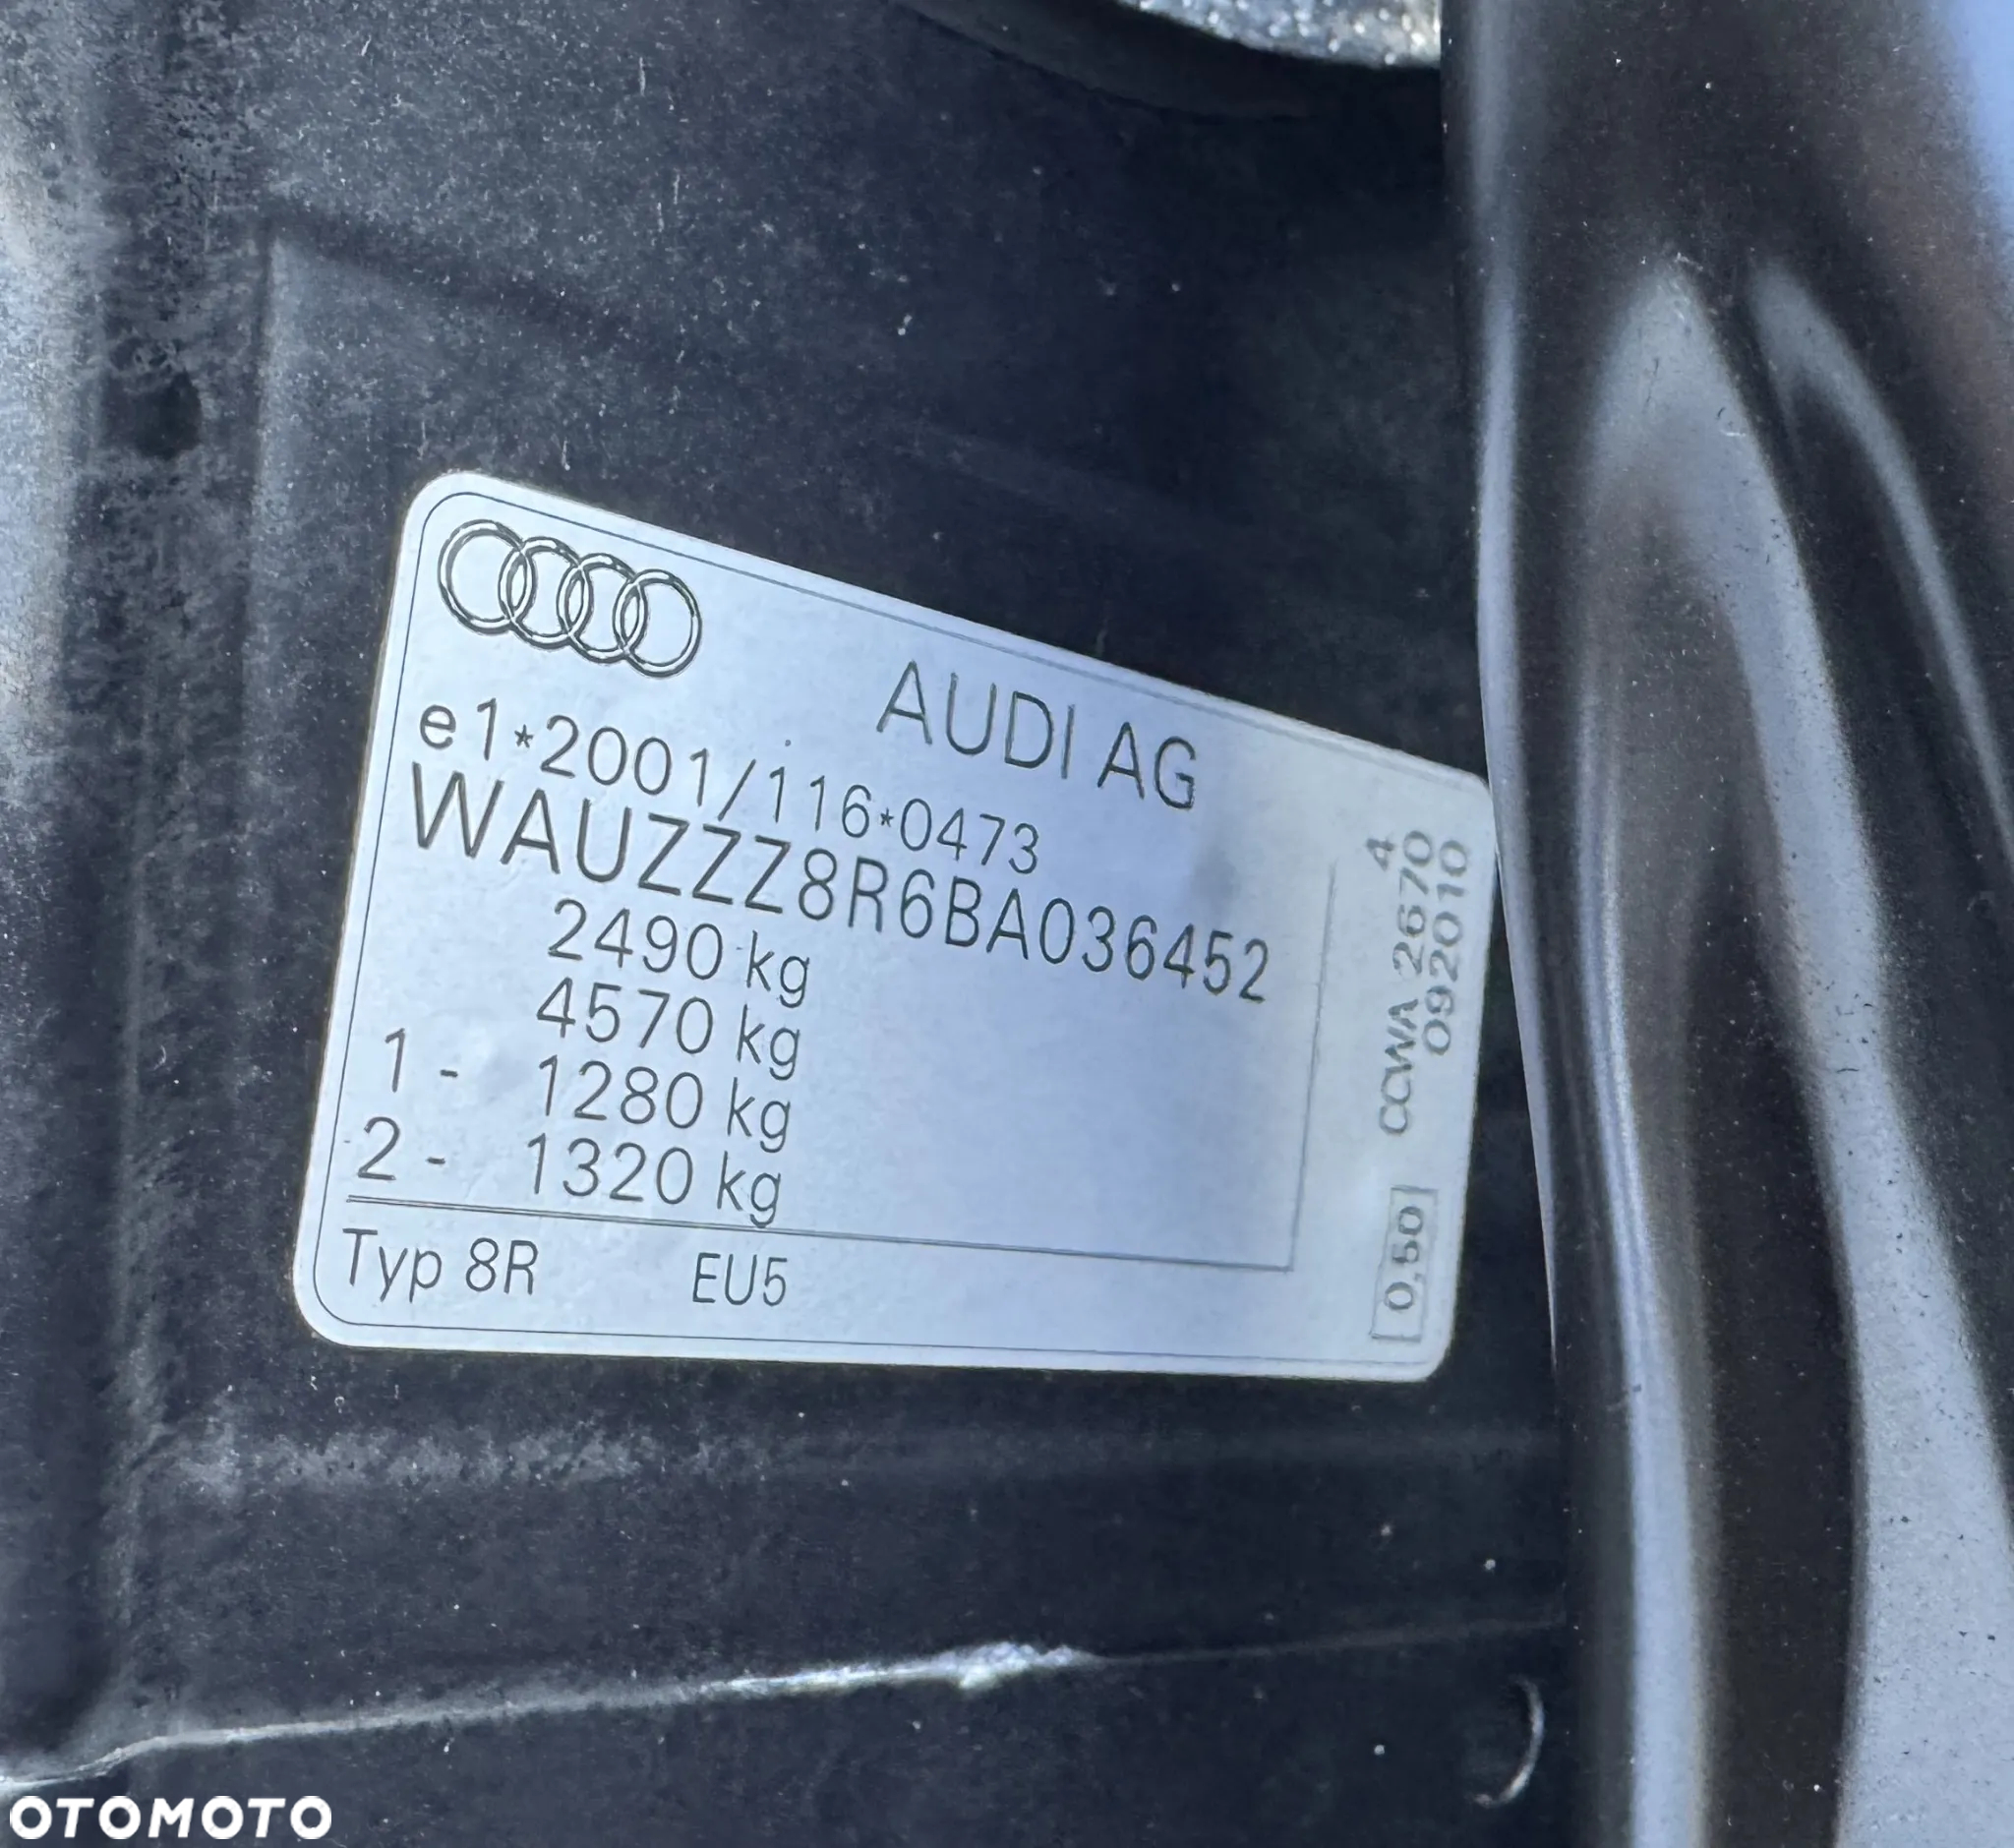 AUDI AG
e1*2001/116*0473
WAUZZZ8R6BA036452
2490 kg
4570 kg
1 - 1280 kg
2 - 1320 kg
Typ 8R EU5
4
CCWA 2670
092010
0,50
OTOMOTO